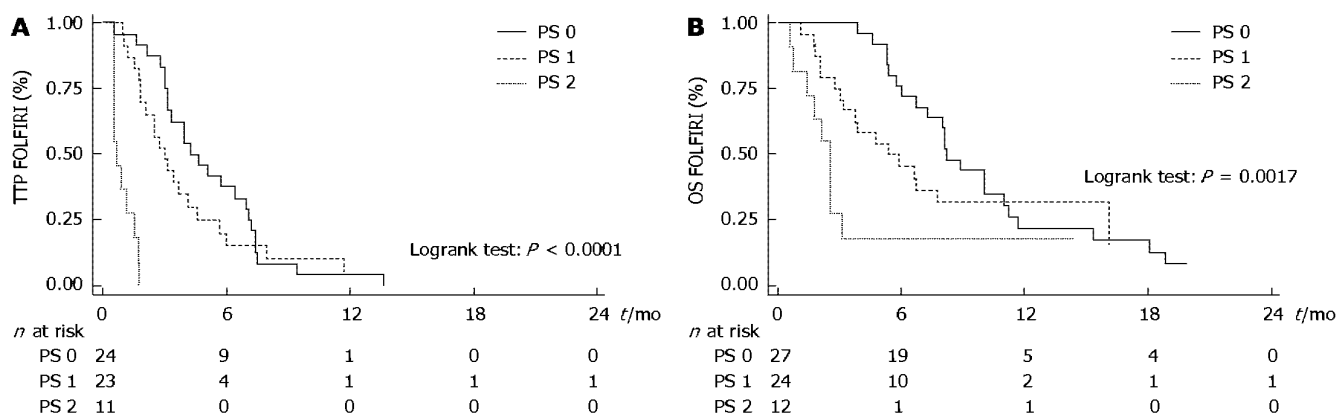 A
TTP FOLFIRI (%)
1.00
0.75
0.50
0.25
0.00
PS 0
PS 1
PS 2
Logrank test: P < 0.0001
0 6 12 18 24 t/mo
n at risk
PS 0 24 9 1 0 0
PS 1 23 4 1 1 1
PS 2 11 0 0 0 0
B
OS FOLFIRI (%)
1.00
0.75
0.50
0.25
0.00
PS 0
PS 1
PS 2
Logrank test: P = 0.0017
0 6 12 18 24 t/mo
n at risk
PS 0 27 19 5 4 0
PS 1 24 10 2 1 1
PS 2 12 1 1 0 0